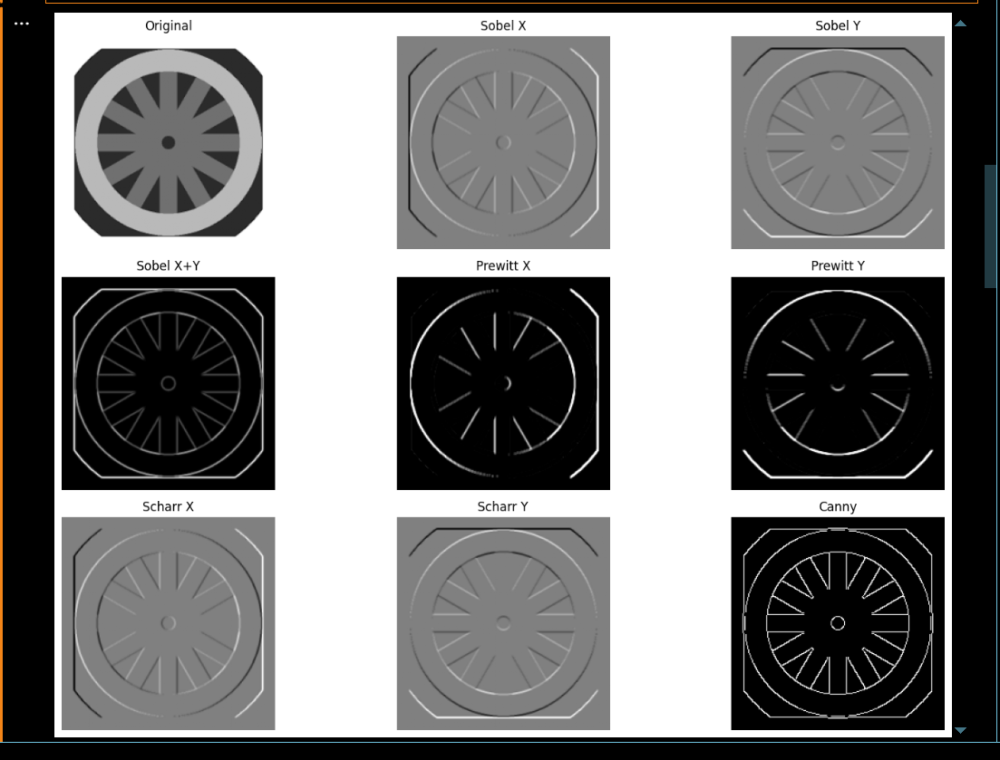 Original
Sobel X
Sobel Y
Sobel X+Y
Prewitt X
Prewitt Y
Scharr X
Scharr Y
Canny